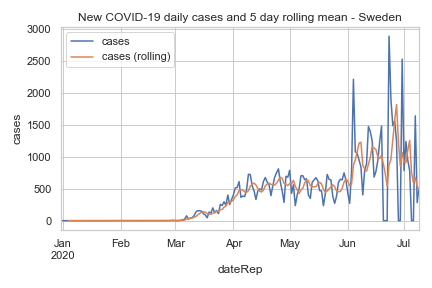 New COVID-19 daily cases and 5 day rolling mean - Sweden
cases
cases (rolling)
3000
2500
2000
1500
1000
500
0
cases
Jan
2020
Feb
Mar
Apr
May
Jun
Jul
dateRep